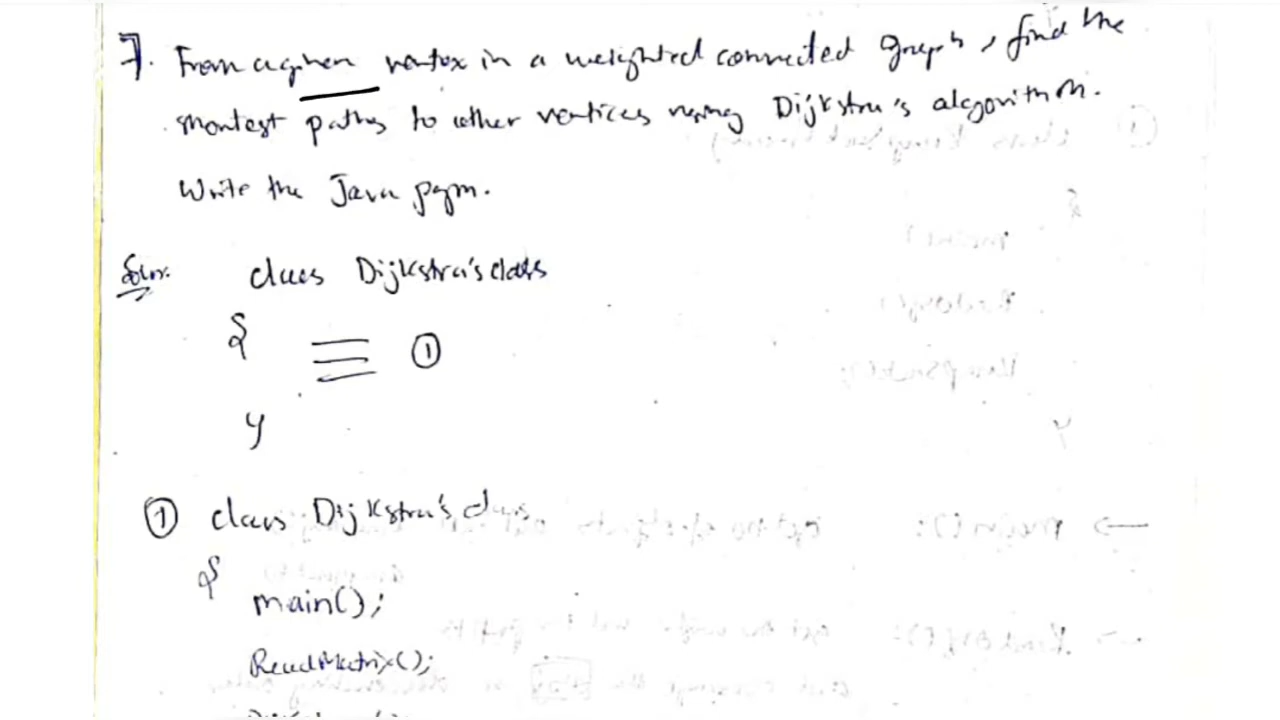 7. From a given vertex in a weighted connected graph, find the
shortest paths to other vertices using Dijkstra's algorithm.
Write the Java pgm.
Soln. class Dijkstra's class
{
①
}
① class Dijkstra's class
{
main();
ReadMatrix();